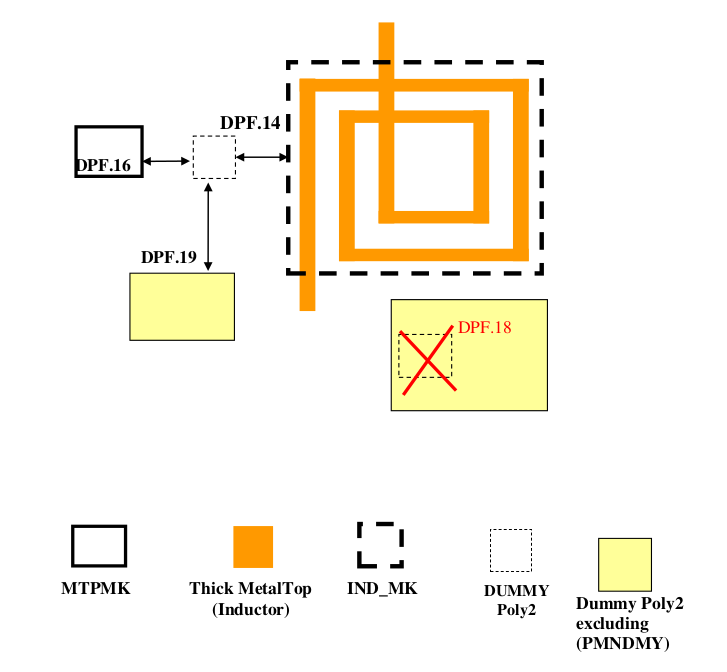 DPF.14
DPF.16
DPF.19
DPF.18
MTPMK
Thick MetalTop
(Inductor)
IND_MK
DUMMY
Poly2
Dummy Poly2
excluding
(PMNDMY)